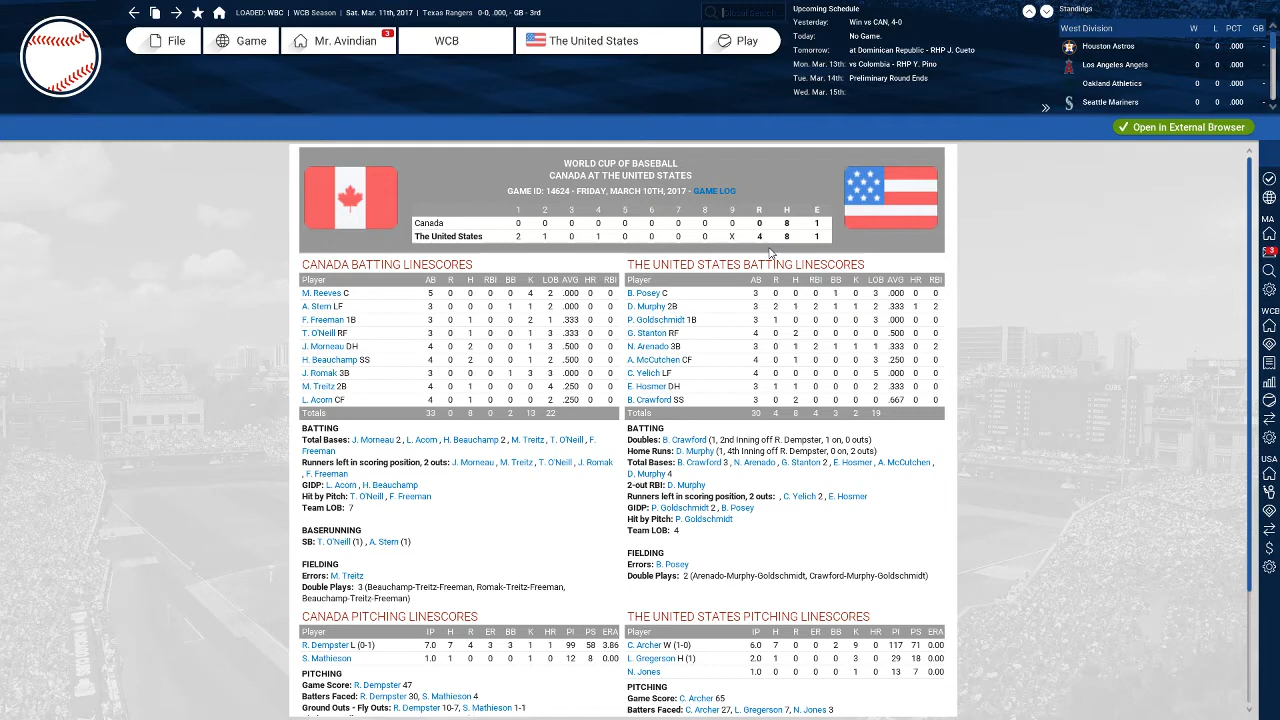 LOADED: WBC | WCB Season | Sat. Mar. 11th, 2017 | Texas Rangers 0-0, .000, - GB - 3rd
Global Search
File
Game
Mr. Avindian 3
WCB
The United States
Play
Upcoming Schedule
Yesterday: Win vs CAN, 4-0
Today: No Game.
Tomorrow: at Dominican Republic - RHP J. Cueto
Mon. Mar. 13th: vs Colombia - RHP Y. Pino
Tue. Mar. 14th: Preliminary Round Ends
Wed. Mar. 15th:
Standings
West Division W L PCT GB
Houston Astros 0 0 .000 -
Los Angeles Angels 0 0 .000 -
Oakland Athletics 0 0 .000 -
Seattle Mariners 0 0 .000 -
Open in External Browser
WORLD CUP OF BASEBALL
CANADA AT THE UNITED STATES
GAME ID: 14624 - FRIDAY, MARCH 10TH, 2017 - GAME LOG
1 2 3 4 5 6 7 8 9 R H E
Canada 0 0 0 0 0 0 0 0 0 0 8 1
The United States 2 1 0 1 0 0 0 0 X 4 8 1
CANADA BATTING LINESCORES
Player AB R H RBI BB K LOB AVG HR RBI
M. Reeves C 5 0 0 0 0 4 2 .000 0 0
A. Stern LF 3 0 0 0 1 1 2 .000 0 0
F. Freeman 1B 3 0 1 0 0 2 1 .333 0 0
T. O'Neill RF 3 0 1 0 0 1 3 .333 0 0
J. Morneau DH 4 0 2 0 0 1 2 .500 0 0
H. Beauchamp SS 4 0 2 0 0 0 2 .500 0 0
J. Romak 3B 3 0 0 0 1 3 3 .000 0 0
M. Treitz 2B 4 0 1 0 0 0 4 .250 0 0
L. Acorn CF 4 0 1 0 0 1 3 .250 0 0
Totals 33 0 8 0 2 13 22
BATTING
Total Bases: J. Morneau 2 , L. Acorn , H. Beauchamp 2 , M. Treitz , T. O'Neill , F.
Freeman
Runners left in scoring position, 2 outs: J. Morneau , M. Treitz , T. O'Neill , J. Romak
, F. Freeman
GIDP: L. Acorn , H. Beauchamp
Hit by Pitch: T. O'Neill , F. Freeman
Team LOB: 7
BASERUNNING
SB: T. O'Neill (1) , A. Stern (1)
FIELDING
Errors: M. Treitz
Double Plays: 3 (Beauchamp-Treitz-Freeman, Romak-Treitz-Freeman,
Beauchamp-Treitz-Freeman)
CANADA PITCHING LINESCORES
Player IP H R ER BB K HR PI PS ERA
R. Dempster L (0-1) 7.0 7 4 3 3 1 1 99 58 3.86
S. Mathieson 1.0 1 0 0 0 1 0 12 8 0.00
PITCHING
Game Score: R. Dempster 47
Batters Faced: R. Dempster 30, S. Mathieson 4
Ground Outs - Fly Outs: R. Dempster 10-7, S. Mathieson 1-1
THE UNITED STATES BATTING LINESCORES
Player AB R H RBI BB K LOB AVG HR RBI
B. Posey C 3 0 0 0 1 0 3 .000 0 0
D. Murphy 2B 3 2 1 2 1 1 2 .333 1 2
P. Goldschmidt 1B 3 1 0 0 0 0 3 .000 0 0
G. Stanton RF 4 0 2 0 0 0 0 .500 0 0
N. Arenado 3B 3 0 1 2 1 1 1 .333 0 2
A. McCutchen CF 4 0 1 0 0 0 3 .250 0 0
C. Yelich LF 4 0 0 0 0 0 5 .000 0 0
E. Hosmer DH 3 1 1 0 0 0 2 .333 0 0
B. Crawford SS 3 0 2 0 0 0 0 .667 0 0
Totals 30 4 8 4 3 2 19
BATTING
Doubles: B. Crawford (1, 2nd Inning off R. Dempster, 1 on, 0 outs)
Home Runs: D. Murphy (1, 4th Inning off R. Dempster, 0 on, 2 outs)
Total Bases: B. Crawford 3 , N. Arenado , G. Stanton 2 , E. Hosmer , A. McCutchen ,
D. Murphy 4
2-out RBI: D. Murphy
Runners left in scoring position, 2 outs: , C. Yelich 2 , E. Hosmer
GIDP: P. Goldschmidt 2 , B. Posey
Hit by Pitch: P. Goldschmidt
Team LOB: 4
FIELDING
Errors: B. Posey
Double Plays: 2 (Arenado-Murphy-Goldschmidt, Crawford-Murphy-Goldschmidt)
THE UNITED STATES PITCHING LINESCORES
Player IP H R ER BB K HR PI PS ERA
C. Archer W (1-0) 6.0 7 0 0 2 9 0 117 71 0.00
L. Gregerson H (1) 2.0 1 0 0 0 3 0 29 18 0.00
N. Jones 1.0 0 0 0 0 1 0 13 7 0.00
PITCHING
Game Score: C. Archer 65
Batters Faced: C. Archer 27, L. Gregerson 7, N. Jones 3
MA
3
WCB
USA